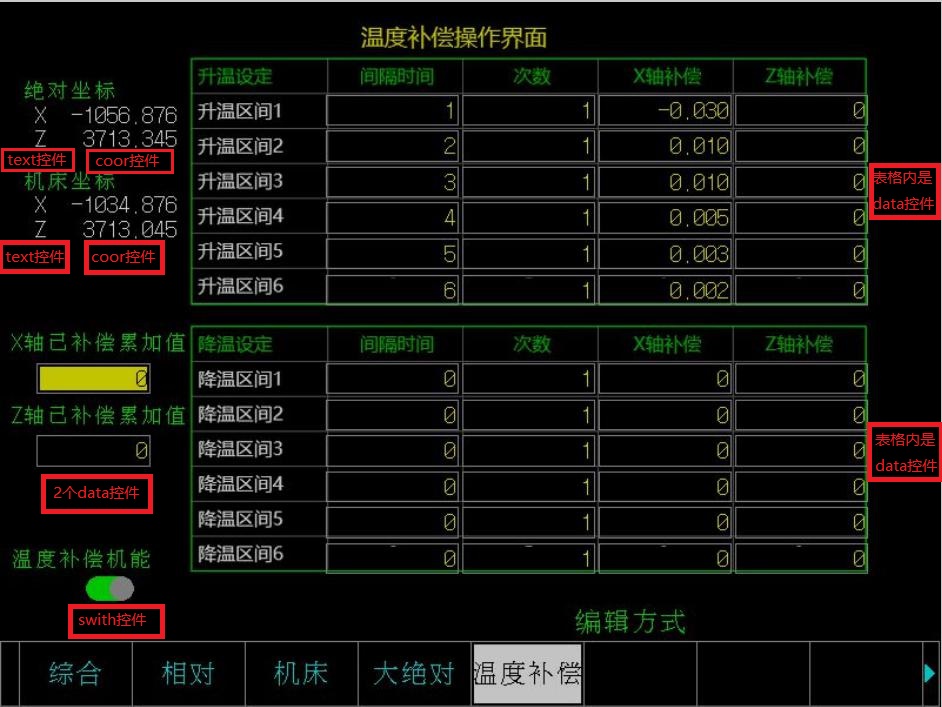 温度补偿操作界面
绝对坐标
X -1056.876
Z 3713.345
text控件 coor控件
机床坐标
X -1034.876
Z 3713.045
text控件 coor控件
升温设定 间隔时间 次数 X轴补偿 Z轴补偿
升温区间1 1 1 -0.030 0
升温区间2 2 1 0.010 0
升温区间3 3 1 0.010 0
升温区间4 4 1 0.005 0
升温区间5 5 1 0.003 0
升温区间6 6 1 0.002 0
表格内是
data控件
X轴已补偿累加值
0
Z轴已补偿累加值
0
2个data控件
降温设定 间隔时间 次数 X轴补偿 Z轴补偿
降温区间1 0 1 0 0
降温区间2 0 1 0 0
降温区间3 0 1 0 0
降温区间4 0 1 0 0
降温区间5 0 1 0 0
降温区间6 0 1 0 0
表格内是
data控件
温度补偿机能
swith控件
编辑方式
综合 相对 机床 大绝对 温度补偿